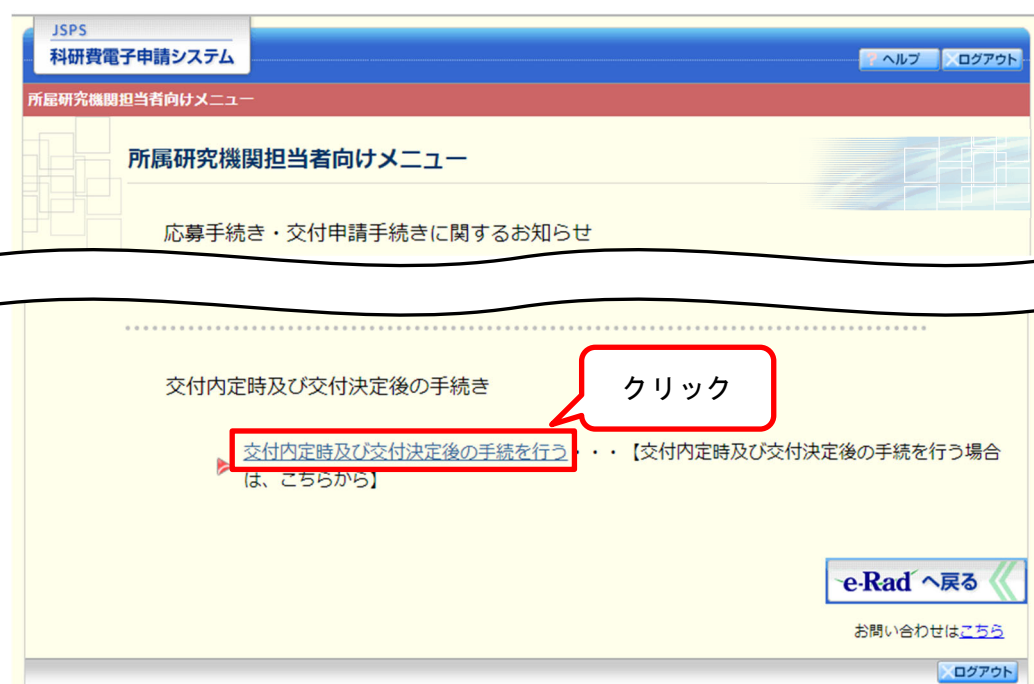 JSPS
科研費電子申請システム
? ヘルプ
×ログアウト
所属研究機関担当者向けメニュー
所属研究機関担当者向けメニュー
応募手続き・交付申請手続きに関するお知らせ
交付内定時及び交付決定後の手続き
クリック
交付内定時及び交付決定後の手続を行う・・・【交付内定時及び交付決定後の手続を行う場合
は、こちらから】
e-Rad へ戻る
お問い合わせはこちら
×ログアウト